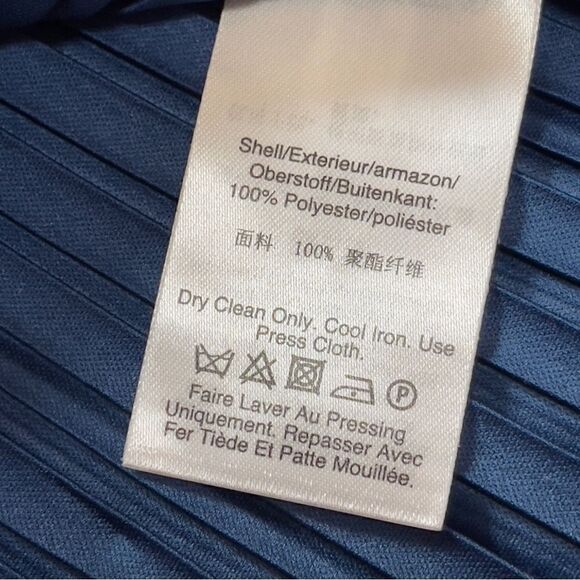 Shell/Exterieur/armazon/
Oberstoff/Buitenkant:
100% Polyester/poliéster
面料 100% 聚酯纤维
Dry Clean Only. Cool Iron. Use
Press Cloth.
P
Faire Laver Au Pressing
Uniquement. Repasser Avec
Fer Tiède Et Patte Mouillée.